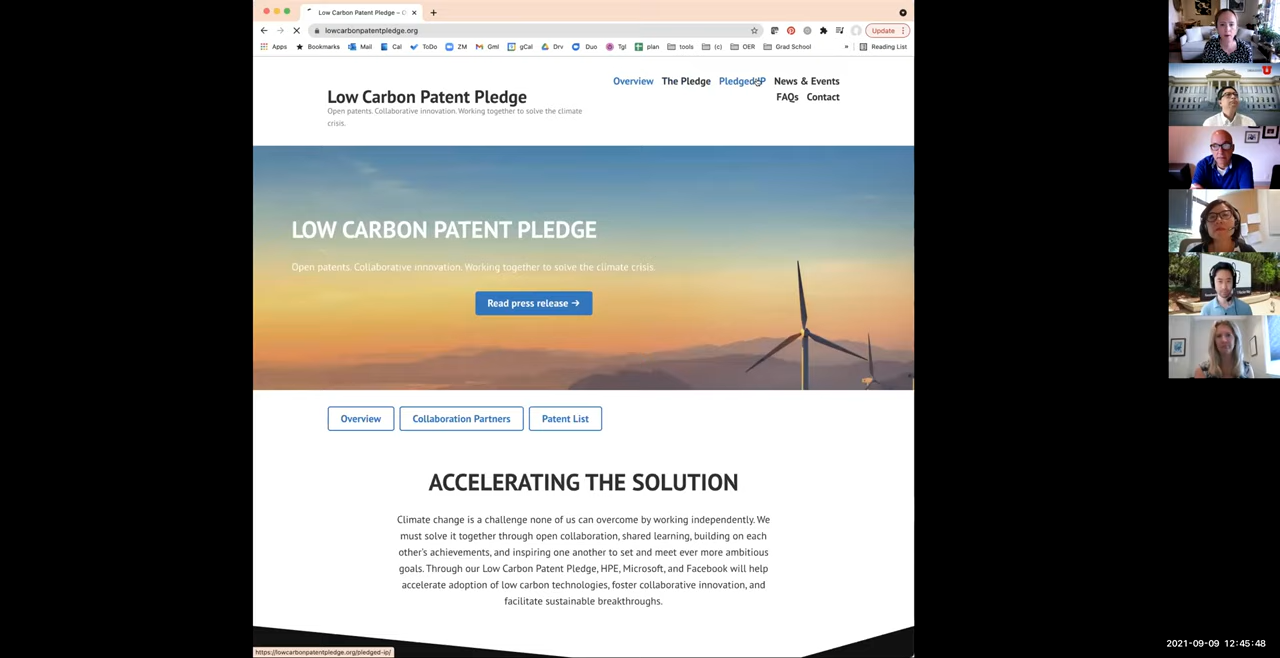 Low Carbon Patent Pledge –
lowcarbonpatentpledge.org
Update
Apps Bookmarks Mail Cal ToDo ZM Gml gCal Drv Duo Tgl plan tools (c) OER Grad School » Reading List
Overview The Pledge Pledged IP News & Events
FAQs Contact
Low Carbon Patent Pledge
Open patents. Collaborative innovation. Working together to solve the climate
crisis.
LOW CARBON PATENT PLEDGE
Open patents. Collaborative innovation. Working together to solve the climate crisis.
Read press release →
Overview Collaboration Partners Patent List
ACCELERATING THE SOLUTION
Climate change is a challenge none of us can overcome by working independently. We
must solve it together through open collaboration, shared learning, building on each
other's achievements, and inspiring one another to set and meet ever more ambitious
goals. Through our Low Carbon Patent Pledge, HPE, Microsoft, and Facebook will help
accelerate adoption of low carbon technologies, foster collaborative innovation, and
facilitate sustainable breakthroughs.
https://lowcarbonpatentpledge.org/pledged-ip/
2021-09-09 12:45:48